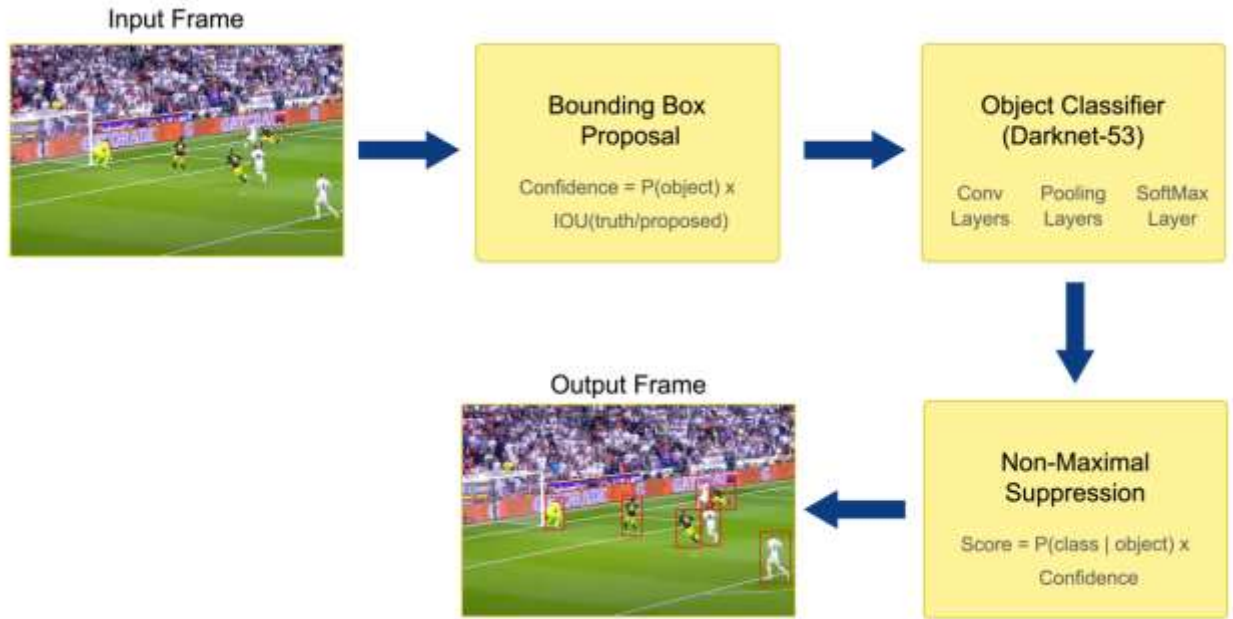 Input Frame
Bounding Box
Proposal
Confidence = P(object) x
IOU(truth/proposed)
Object Classifier
(Darknet-53)
Conv Pooling SoftMax
Layers Layers Layer
Output Frame
Non-Maximal
Suppression
Score = P(class | object) x
Confidence